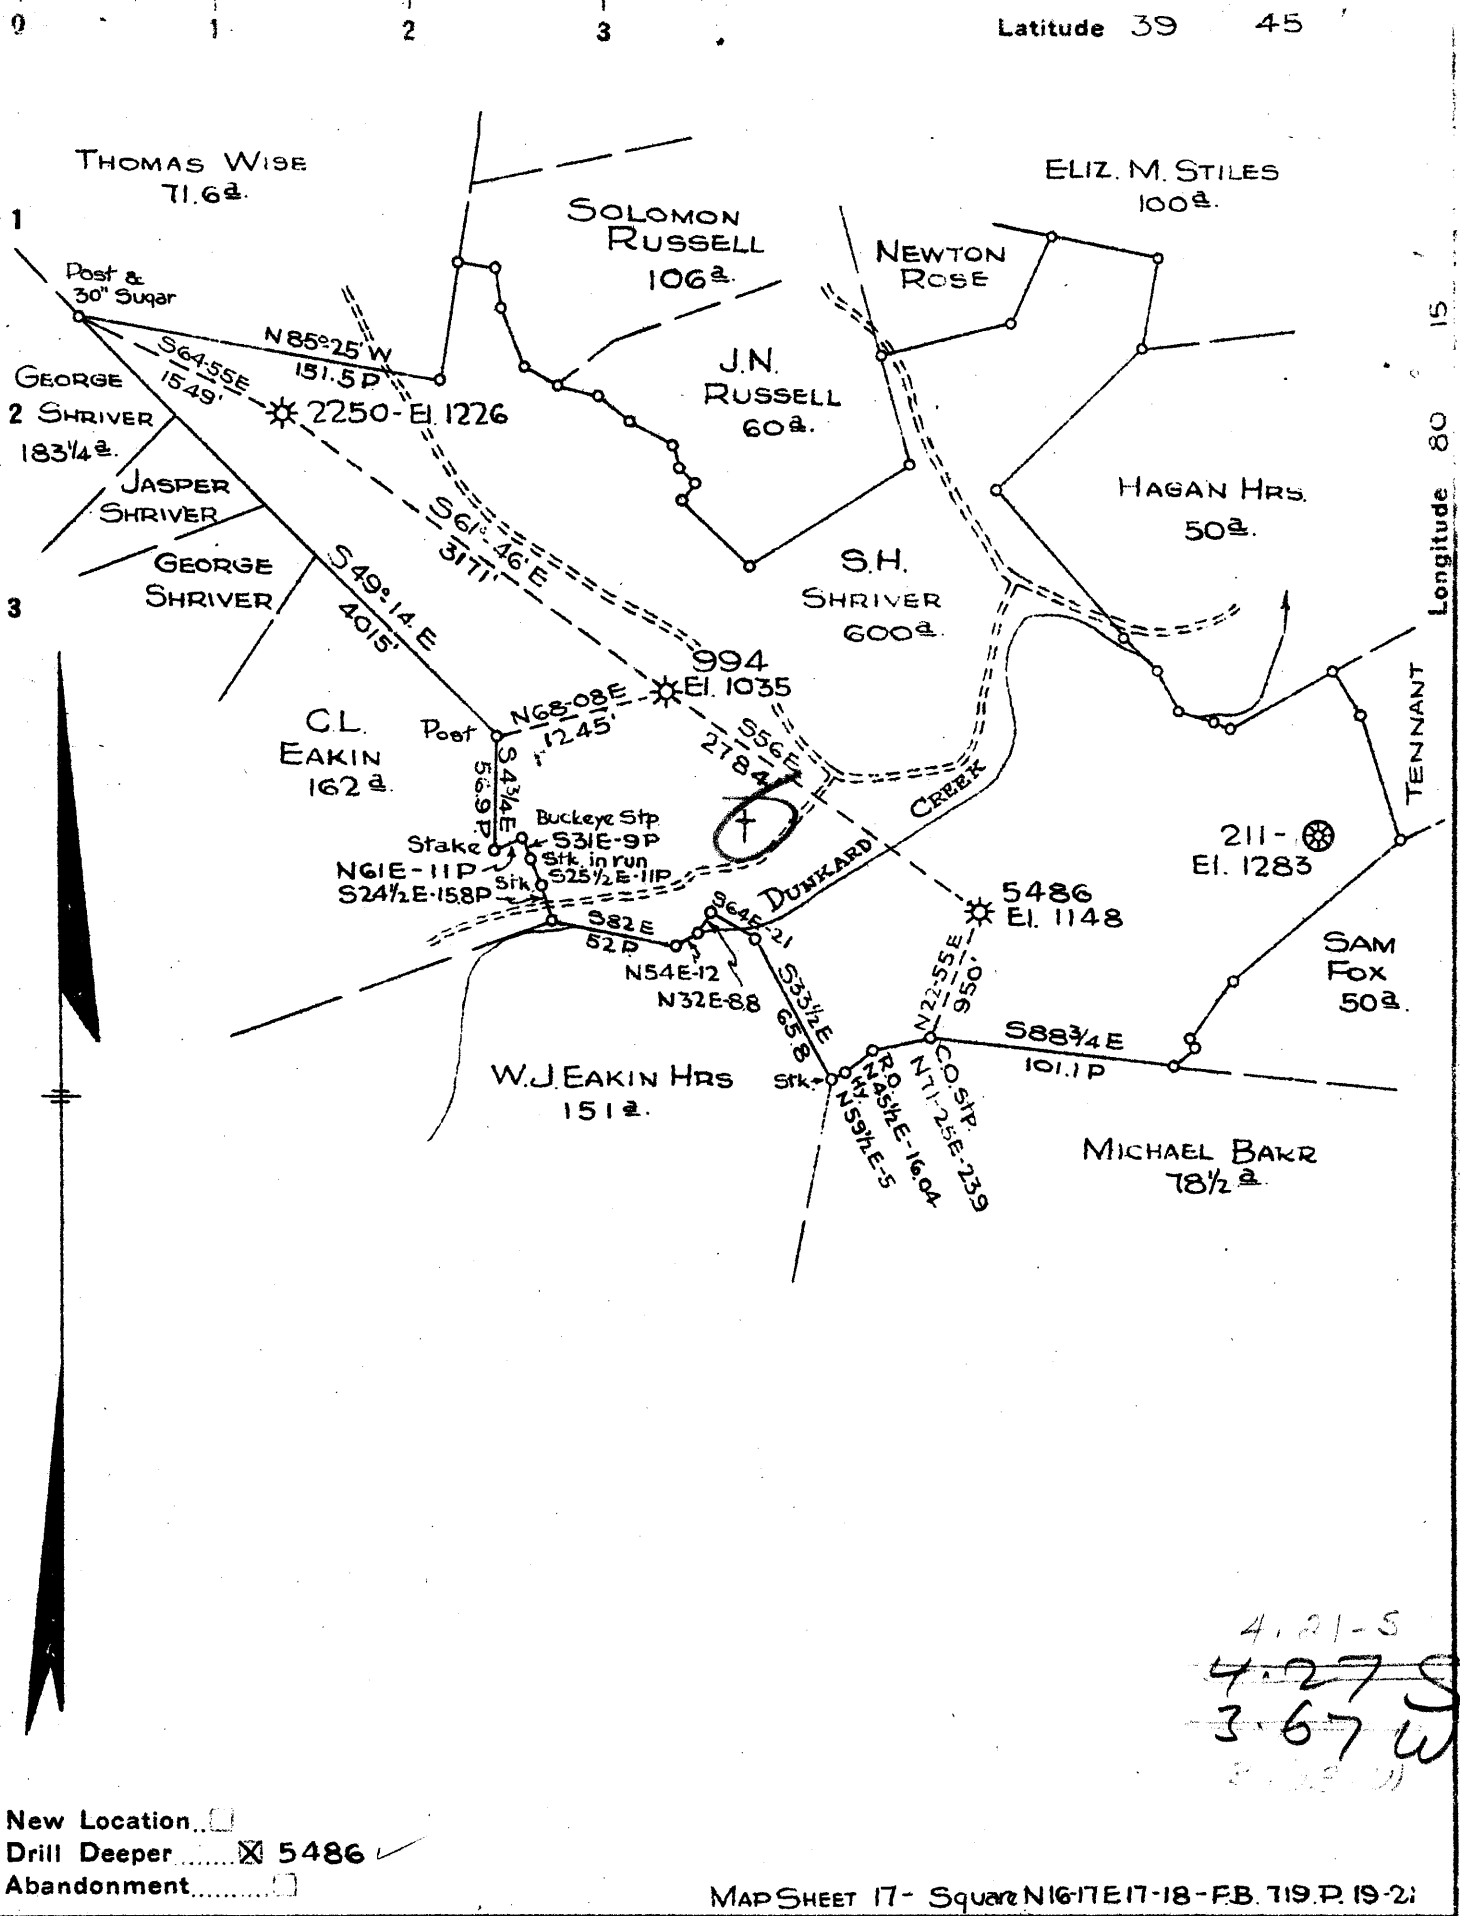 0 1 2 3
Latitude 39 45'
THOMAS WISE
71.6a.
ELIZ. M. STILES
100a.
1
SOLOMON
RUSSELL
106a.
NEWTON
ROSE
Post &
30" Sugar
N85°25'W
151.5P
S64-55E
1549'
GEORGE
2 SHRIVER
183¼a.
2250-El. 1226
J.N.
RUSSELL
60a.
15
80
Longitude
JASPER
SHRIVER
HAGAN HRS.
50a.
S61°-46'E
3171'
GEORGE
SHRIVER
S49°14.E
4015'
S.H.
SHRIVER
600a.
3
994
El. 1035
N68-08E
1245'
C.L.
EAKIN
162a.
Post
S56E
2784
TENNANT
S4¾E
56.9P
CREEK
DUNKARD
Buckeye Stp
S31E-9P
Stake
Stk. in run
N61E-11P
S25½E-11P
S24½E-15.8P
Stk.
211-
El. 1283
5486
El. 1148
S82E
52P
S64E-21
N54E-12
N32E-8.8
S33½E
65.8
N22-55E
950'
SAM
FOX
50a.
S88¾E
101.1P
W.J. EAKIN HRS
151a.
Stk.
Hy.
N59½E-5
R.O.
N45½E-16.04
C.O. Stp.
N71-25E-23.9
MICHAEL BARR
78½a.
4.21-S
4.27 S
3.67 W
New Location..
Drill Deeper.......☒ 5486
Abandonment..........
MAP SHEET 17- Square N16-17 E17-18 - F.B. 719. P. 19-21